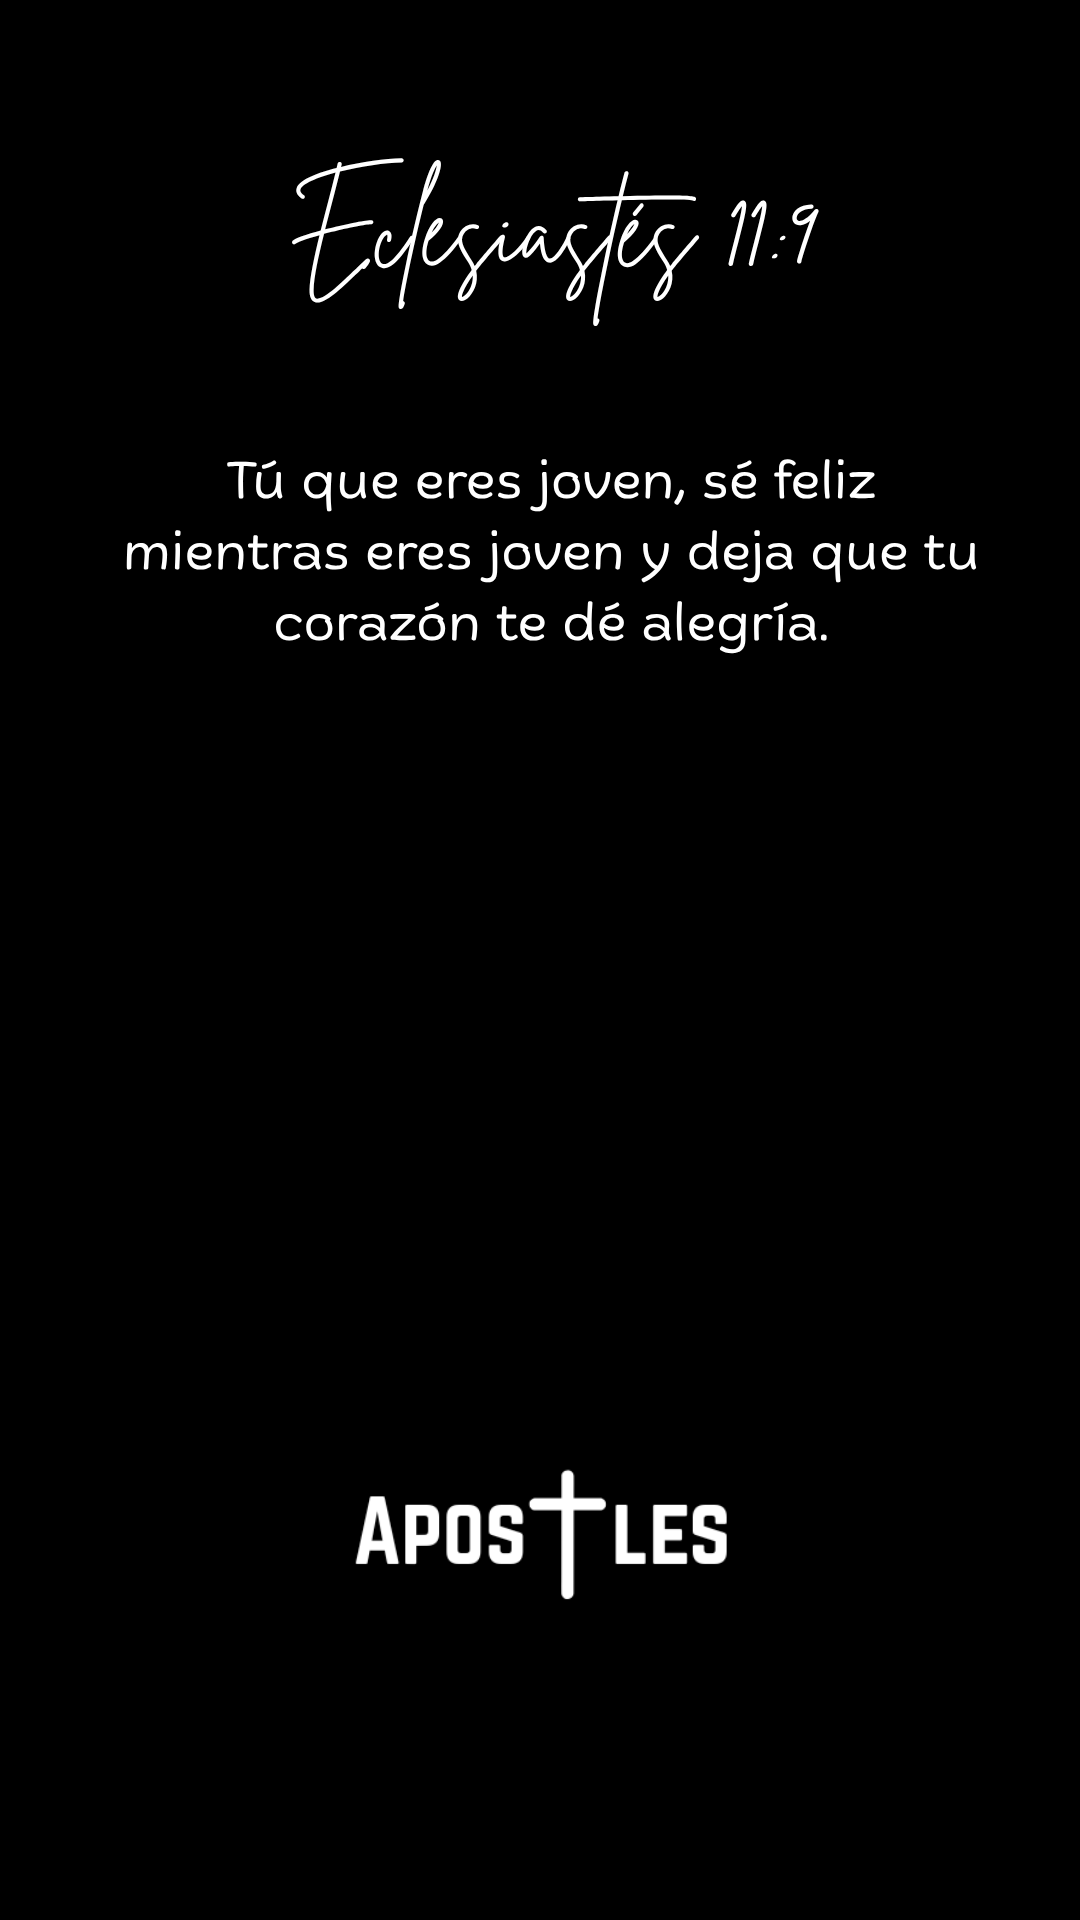 Eclesiastés 11:9
Tú que eres joven, sé feliz
mientras eres joven y deja que tu
corazón te dé alegría.
APOSTLES